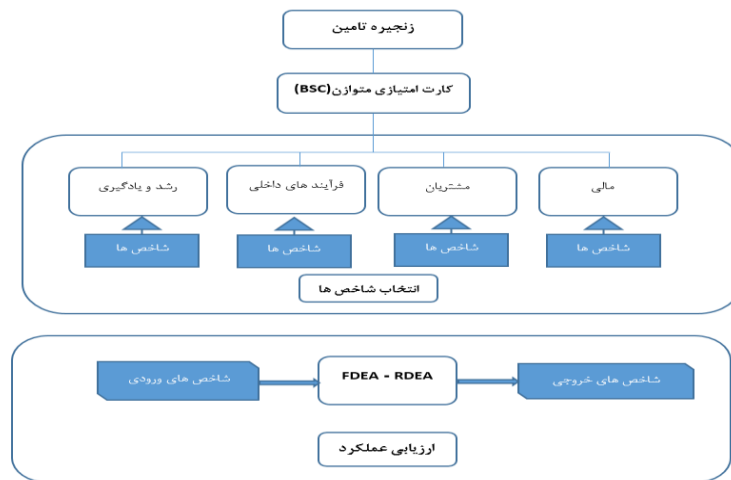 زنجیره تامین
کارت امتیازی متوازن(BSC)
مالی
مشتریان
فرآیند های داخلی
رشد و یادگیری
شاخص ها
شاخص ها
شاخص ها
شاخص ها
انتخاب شاخص ها
شاخص های ورودی
FDEA - RDEA
شاخص های خروجی
ارزیابی عملکرد